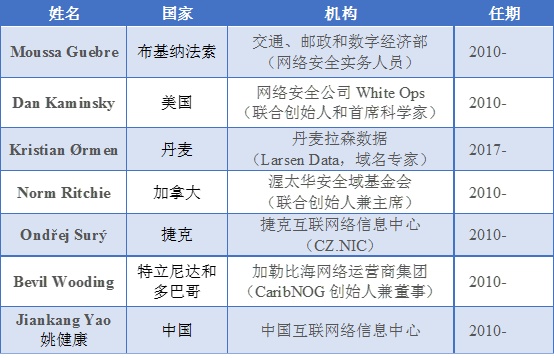 姓名 国家 机构 任期
Moussa Guebre 布基纳法索 交通、邮政和数字经济部
（网络安全实务人员） 2010-
Dan Kaminsky 美国 网络安全公司 White Ops
（联合创始人和首席科学家） 2010-
Kristian Ørmen 丹麦 丹麦拉森数据
（Larsen Data，域名专家） 2017-
Norm Ritchie 加拿大 渥太华安全域基金会
（联合创始人兼主席） 2010-
Ondřej Surý 捷克 捷克互联网络信息中心
（CZ.NIC） 2010-
Bevil Wooding 特立尼达和
多巴哥 加勒比海网络运营商集团
（CaribNOG 创始人兼董事） 2010-
Jiankang Yao
姚健康 中国 中国互联网络信息中心 2010-